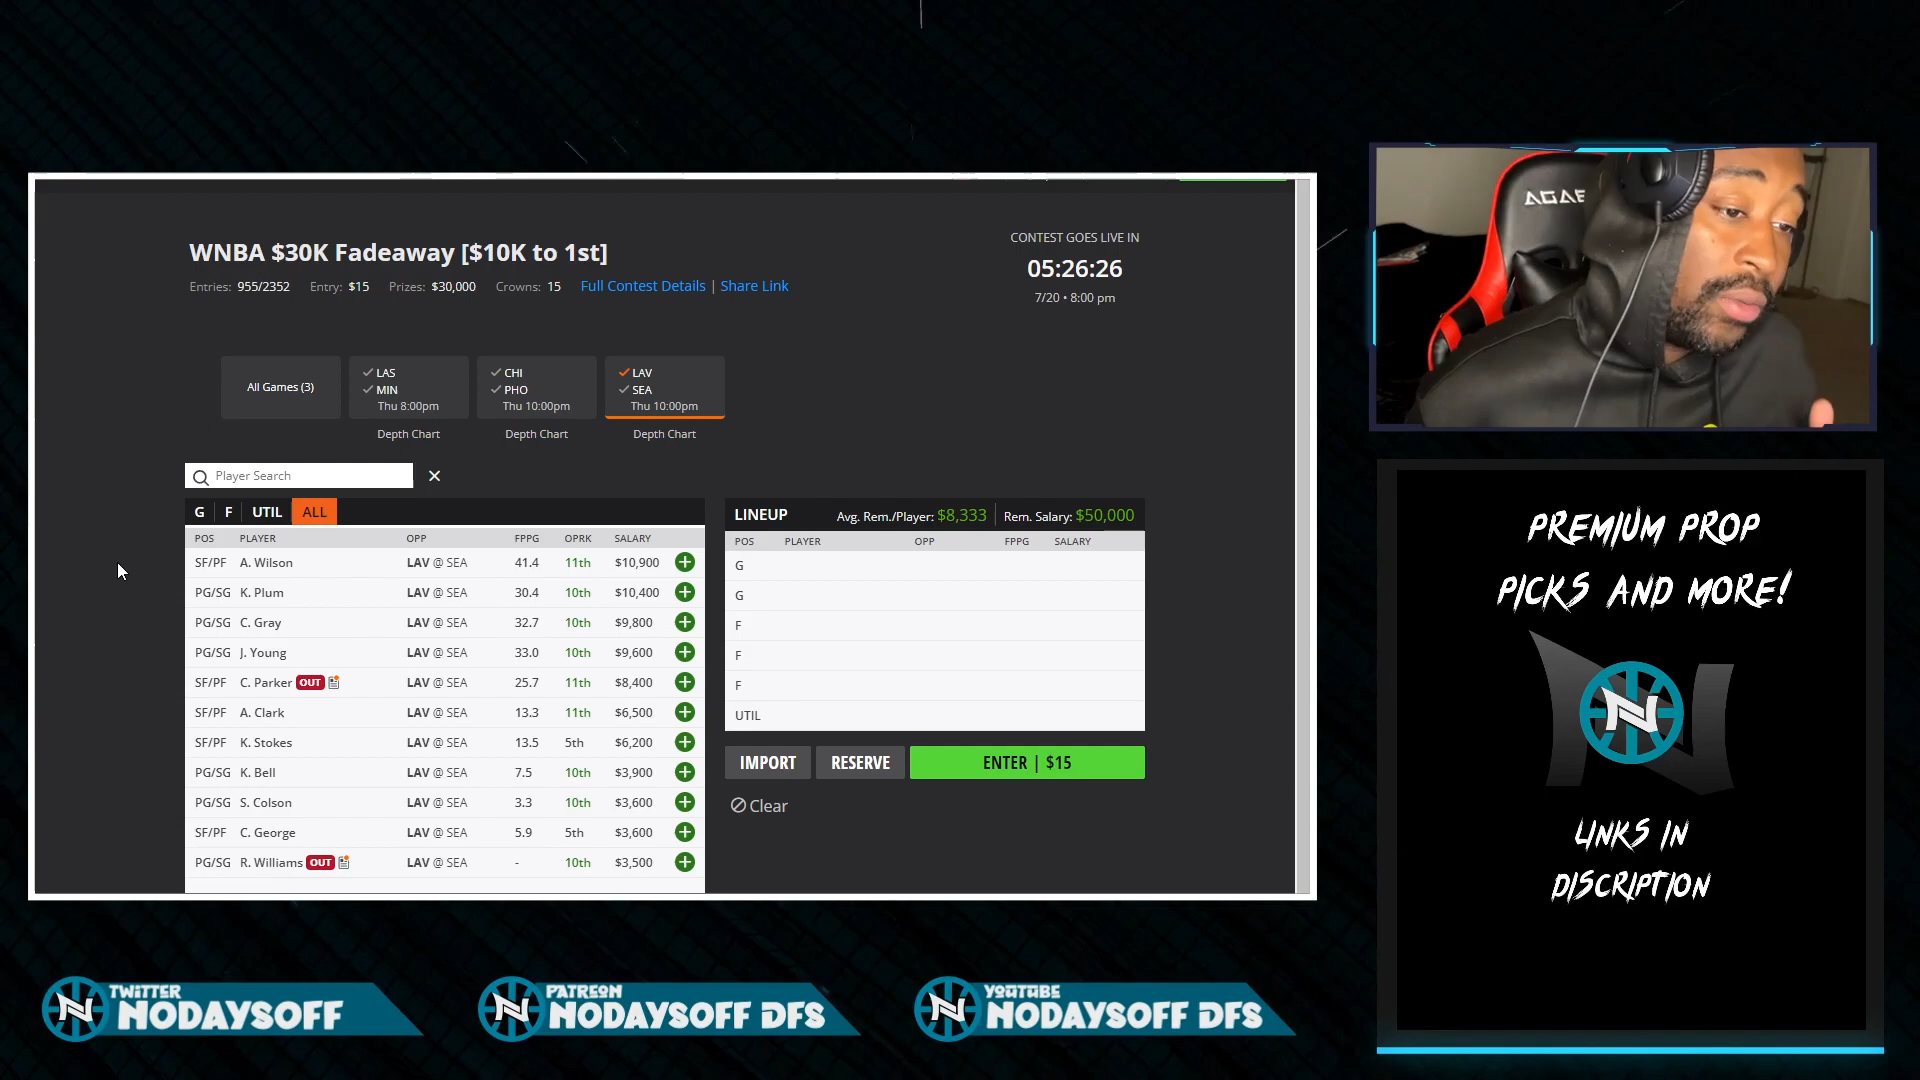 WNBA $30K Fadeaway [$10K to 1st]
Entries: 955/2352 Entry: $15 Prizes: $30,000 Crowns: 15 Full Contest Details | Share Link
CONTEST GOES LIVE IN
05:26:26
7/20 • 8:00 pm
All Games (3)
LAS
MIN
Thu 8:00pm
CHI
PHO
Thu 10:00pm
LAV
SEA
Thu 10:00pm
Depth Chart Depth Chart Depth Chart
Player Search
G F UTIL ALL
POS PLAYER OPP FPPG OPRK SALARY
SF/PF A. Wilson LAV @ SEA 41.4 11th $10,900
PG/SG K. Plum LAV @ SEA 30.4 10th $10,400
PG/SG C. Gray LAV @ SEA 32.7 10th $9,800
PG/SG J. Young LAV @ SEA 33.0 10th $9,600
SF/PF C. Parker OUT LAV @ SEA 25.7 11th $8,400
SF/PF A. Clark LAV @ SEA 13.3 11th $6,500
SF/PF K. Stokes LAV @ SEA 13.5 5th $6,200
PG/SG K. Bell LAV @ SEA 7.5 10th $3,900
PG/SG S. Colson LAV @ SEA 3.3 10th $3,600
SF/PF C. George LAV @ SEA 5.9 5th $3,600
PG/SG R. Williams OUT LAV @ SEA - 10th $3,500
LINEUP Avg. Rem./Player: $8,333 Rem. Salary: $50,000
POS PLAYER OPP FPPG SALARY
G
G
F
F
F
UTIL
IMPORT RESERVE ENTER | $15
Clear
AGAE
PREMIUM PROP
PICKS AND MORE!
N
LINKS IN
DISCRIPTION
N TWITTER
NODAYSOFF
N PATREON
NODAYSOFF DFS
N YOUTUBE
NODAYSOFF DFS